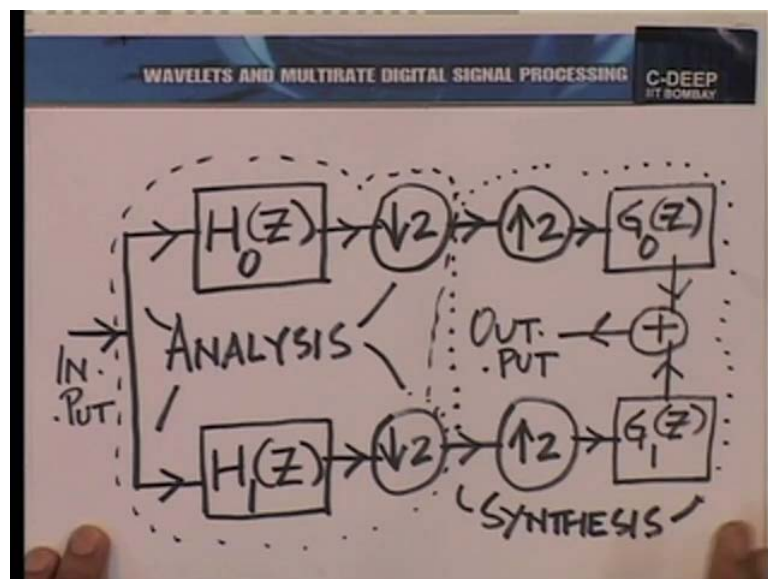 WAVELETS AND MULTIRATE DIGITAL SIGNAL PROCESSING
C-DEEP
IIT BOMBAY
H₀(Z)
↓2
↑2
G₀(Z)
IN.
.PUT
ANALYSIS
OUT.
.PUT
+
H₁(Z)
↓2
↑2
G₁(Z)
SYNTHESIS